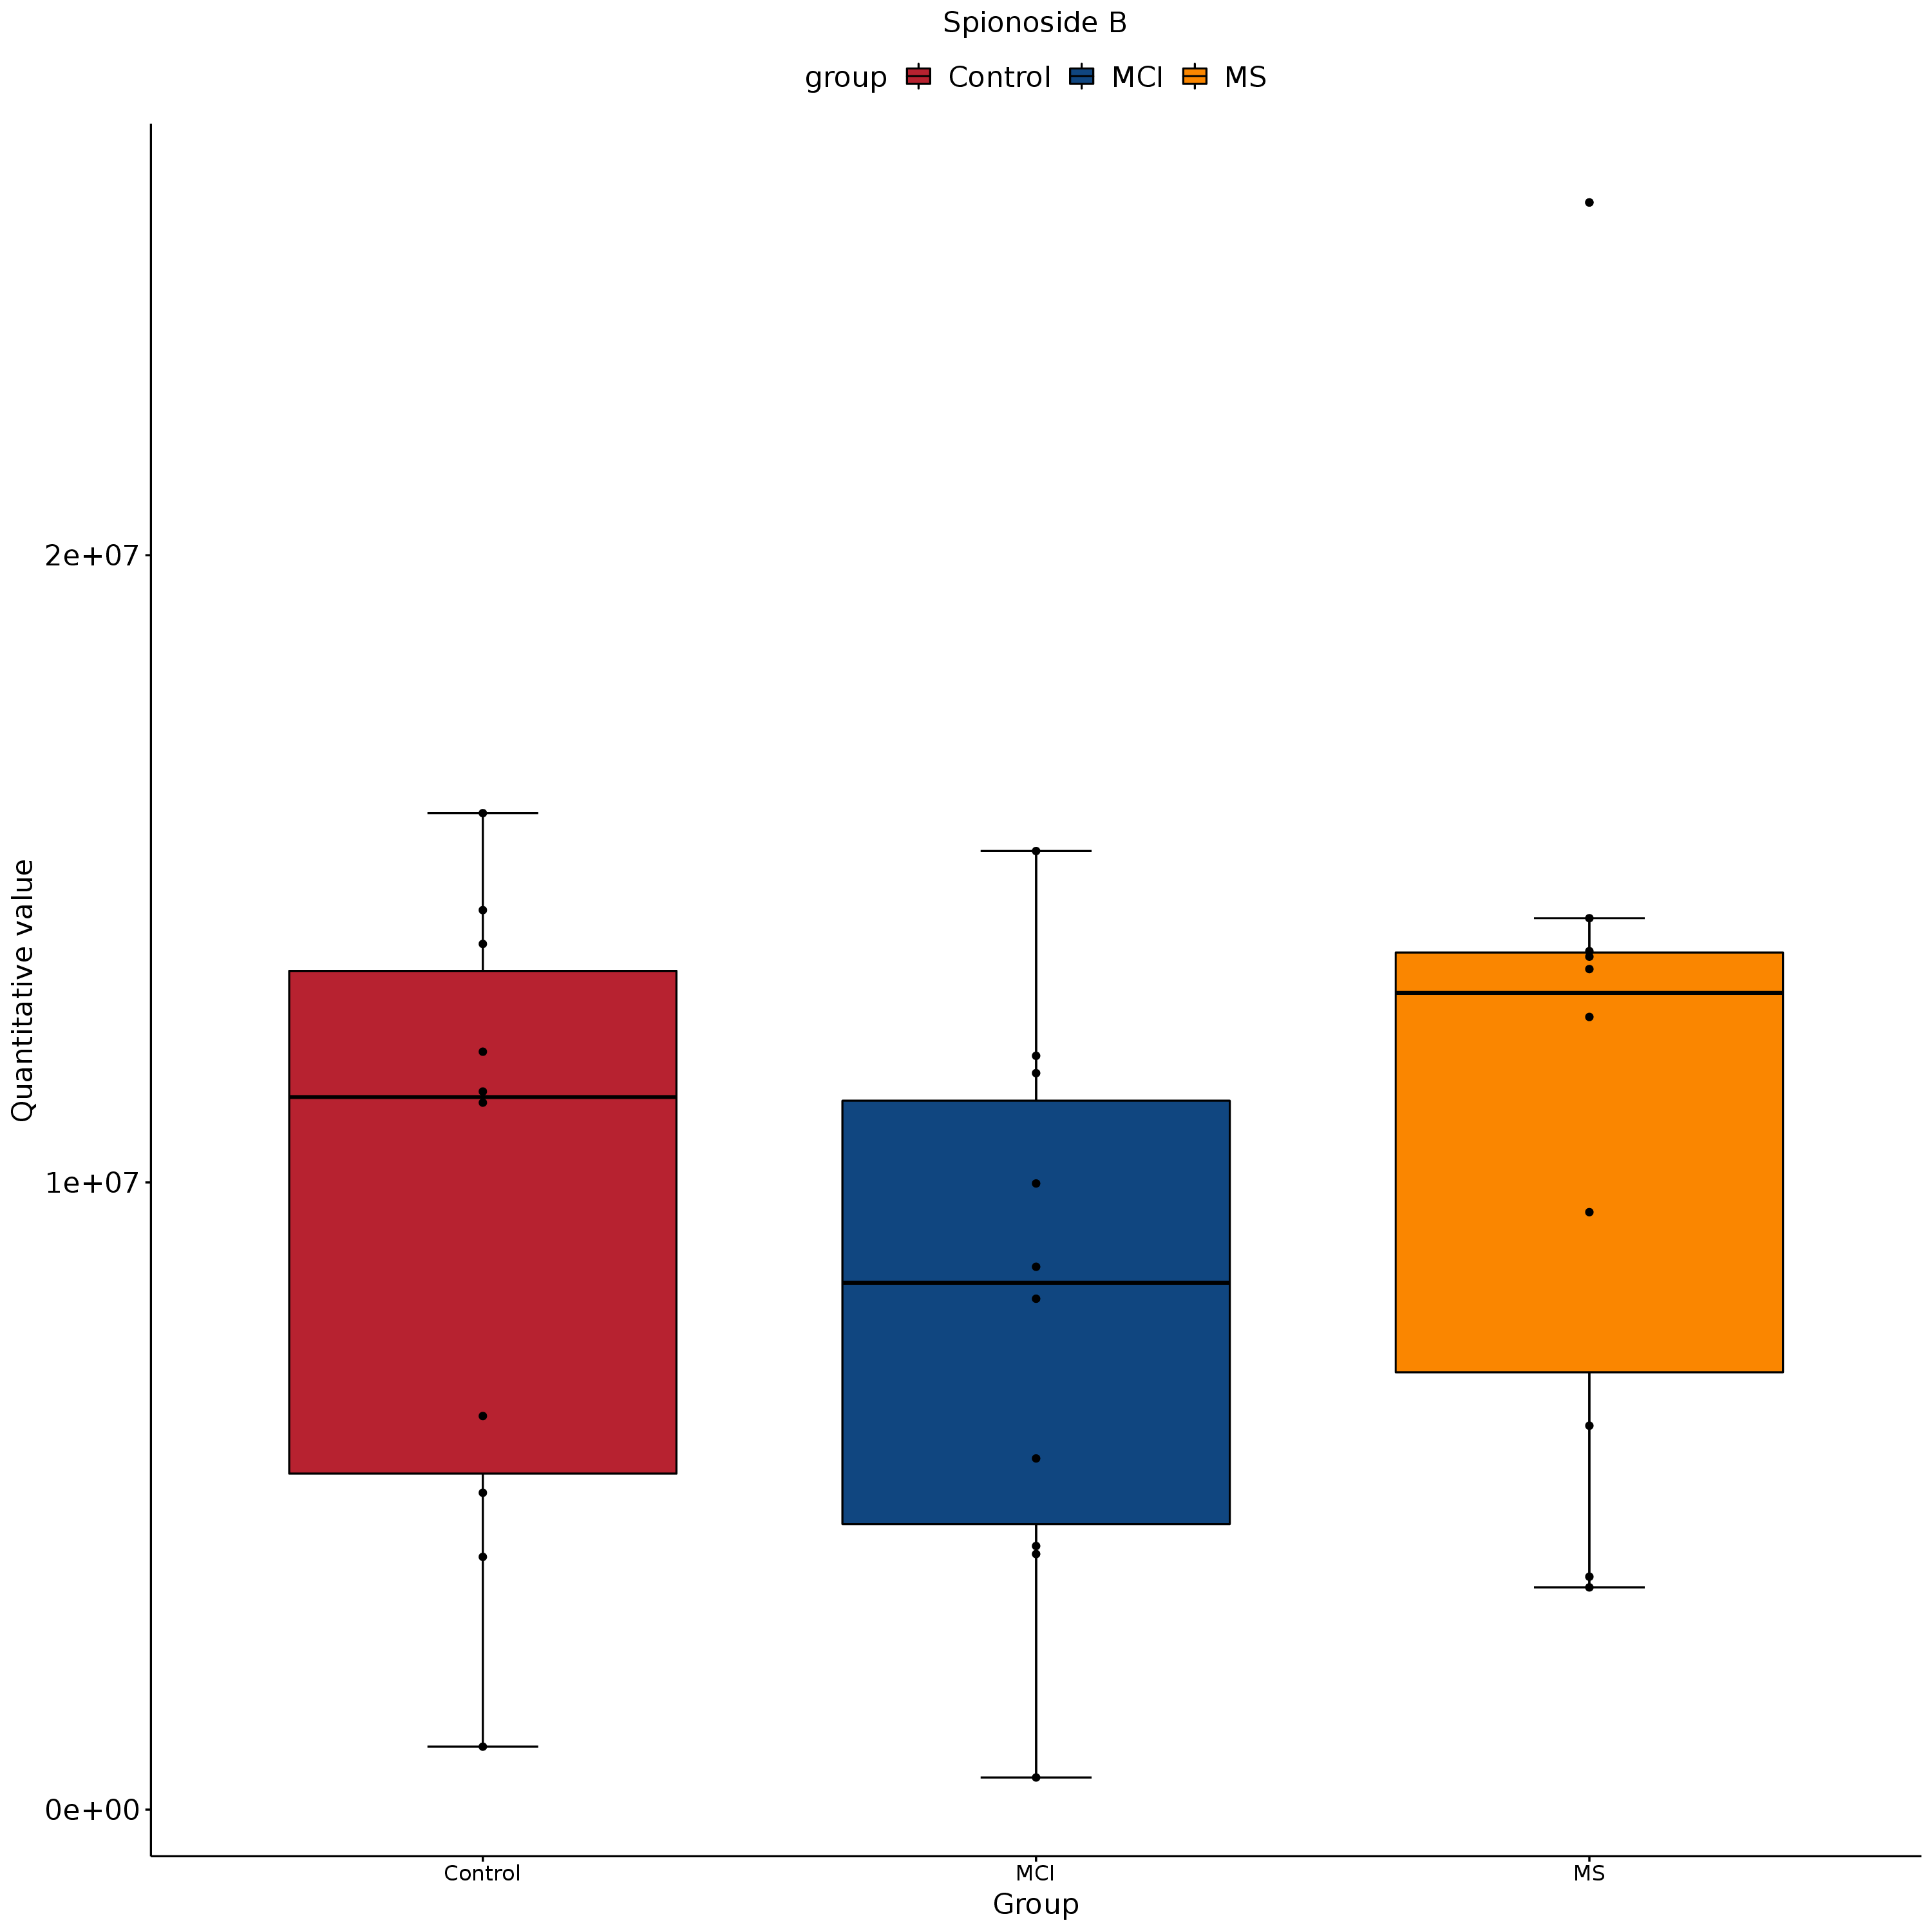 Spionoside B
group Control MCI MS
Quantitative value
2e+07
1e+07
0e+00
Control MCI MS
Group